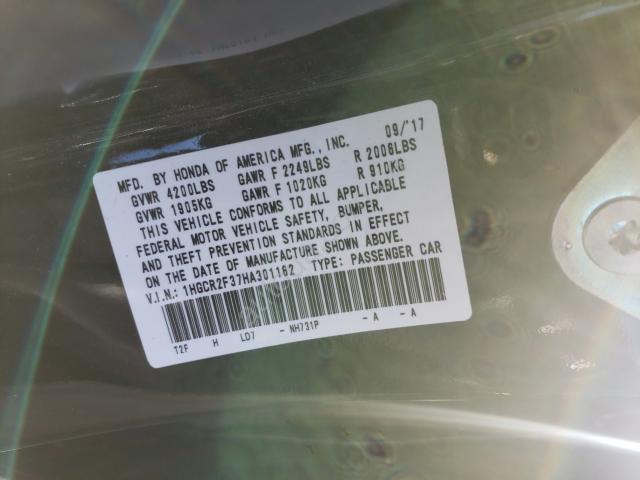 MFD. BY HONDA OF AMERICA MFG., INC. 09/'17
GVWR 4200LBS GAWR F 2249LBS R 2006LBS
GVWR 1905KG GAWR F 1020KG R 910KG
THIS VEHICLE CONFORMS TO ALL APPLICABLE
FEDERAL MOTOR VEHICLE SAFETY, BUMPER,
AND THEFT PREVENTION STANDARDS IN EFFECT
ON THE DATE OF MANUFACTURE SHOWN ABOVE.
V.I.N.: 1HGCR2F37HA301162 TYPE: PASSENGER CAR
T2F H LD7 - NH731P - A - A